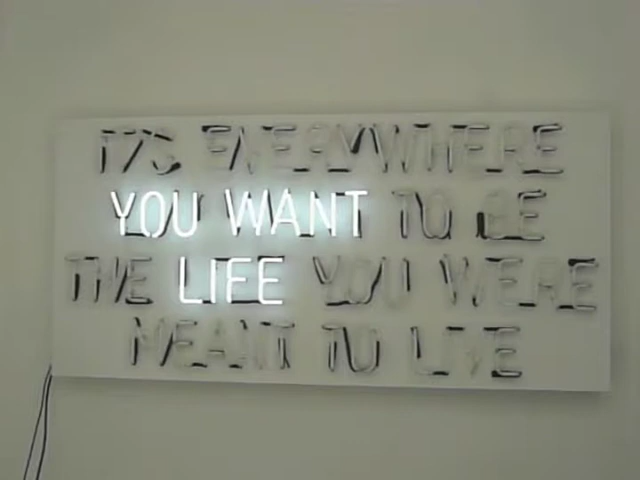 IT'S EVERYWHERE
YOU WANT TO BE
THE LIFE YOU WERE
MEANT TO LIVE